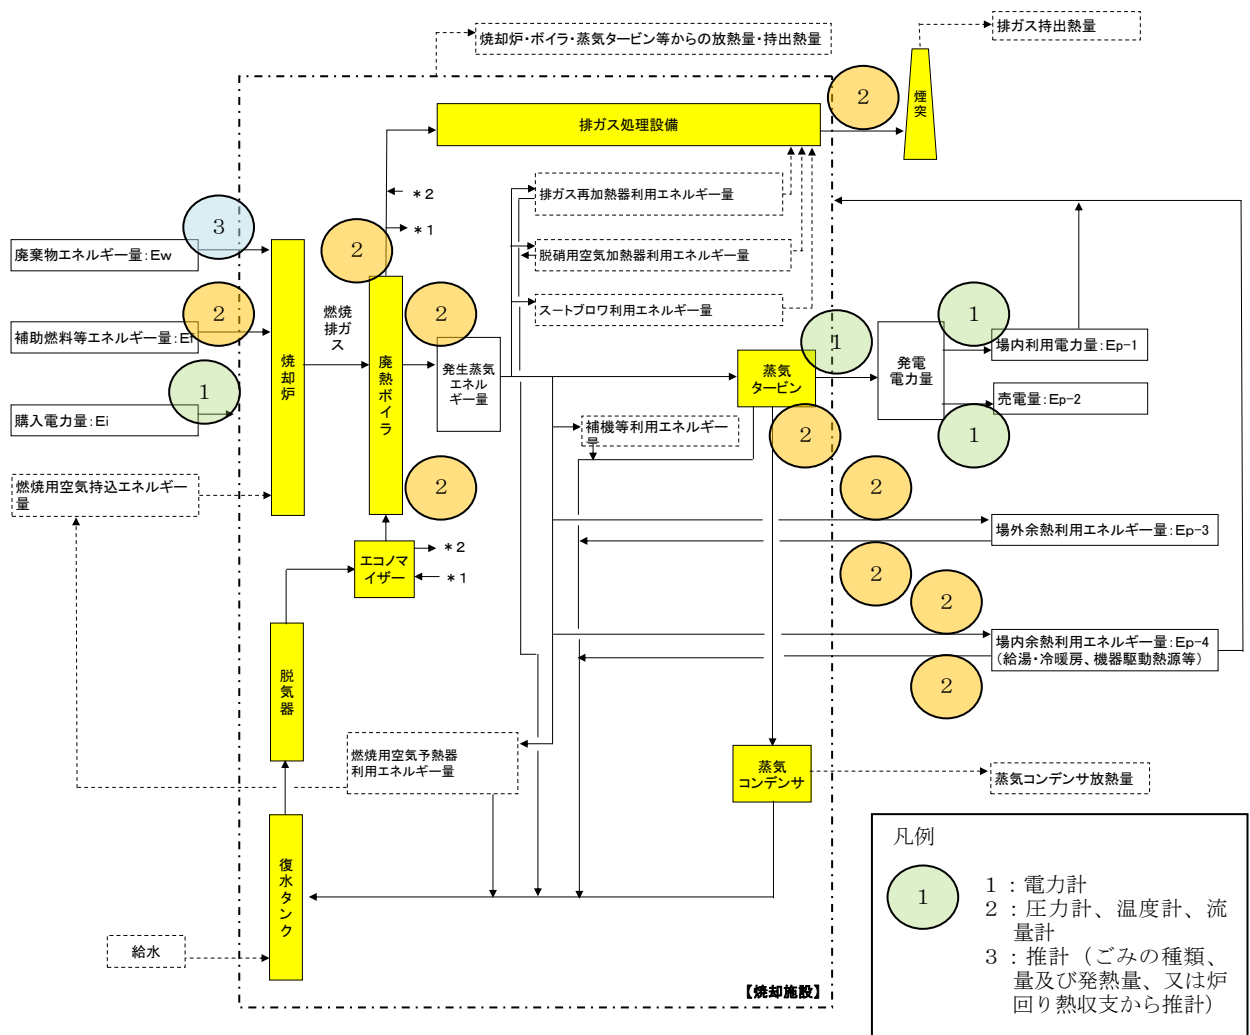 排ガス持出熱量
焼却炉・ボイラ・蒸気タービン等からの放熱量・持出熱量
2
煙突
排ガス処理設備
*2
排ガス再加熱器利用エネルギー量
3
*1
2
廃棄物エネルギー量:Ew
脱硝用空気加熱器利用エネルギー量
2
2
スートブロワ利用エネルギー量
燃焼
排ガス
補助燃料等エネルギー量:Ef
焼却炉
廃熱ボイラ
発生蒸気
エネル
ギー量
蒸気
タービン
1
発電
電力量
1
場内利用電力量:Ep-1
1
売電量:Ep-2
購入電力量:Ei
補機等利用エネルギー
量
2
1
燃焼用空気持込エネルギー
量
2
2
場外余熱利用エネルギー量:Ep-3
エコノマ
イザー
*2
*1
2
2
場内余熱利用エネルギー量:Ep-4
(給湯・冷暖房、機器駆動熱源等)
2
脱気器
燃焼用空気予熱器
利用エネルギー量
蒸気
コンデンサ
蒸気コンデンサ放熱量
復水タンク
給水
【焼却施設】
凡例
1
1:電力計
2:圧力計、温度計、流
量計
3:推計(ごみの種類、
量及び発熱量、又は炉
回り熱収支から推計)